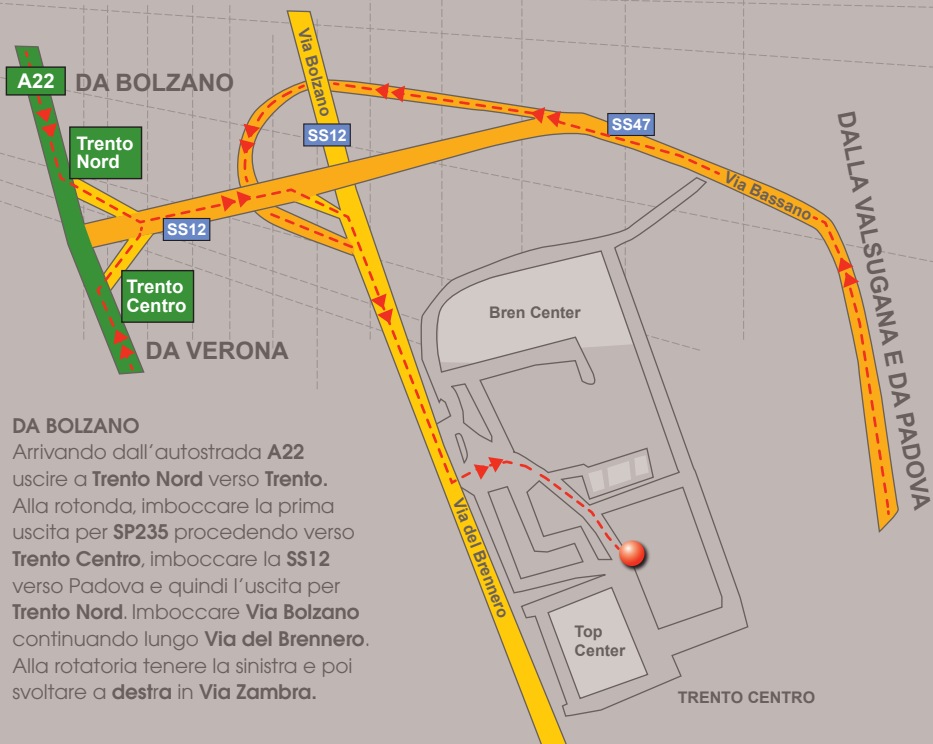 A22
DA BOLZANO
Via Bolzano
SS12
SS47
Trento
Nord
Via Bassano
DALLA VALSUGANA E DA PADOVA
SS12
Trento
Centro
DA VERONA
Bren Center
DA BOLZANO
Arrivando dall'autostrada A22
uscire a Trento Nord verso Trento.
Alla rotonda, imboccare la prima
uscita per SP235 procedendo verso
Trento Centro, imboccare la SS12
verso Padova e quindi l'uscita per
Trento Nord. Imboccare Via Bolzano
continuando lungo Via del Brennero.
Alla rotatoria tenere la sinistra e poi
svoltare a destra in Via Zambra.
Via del Brennero
Top
Center
TRENTO CENTRO